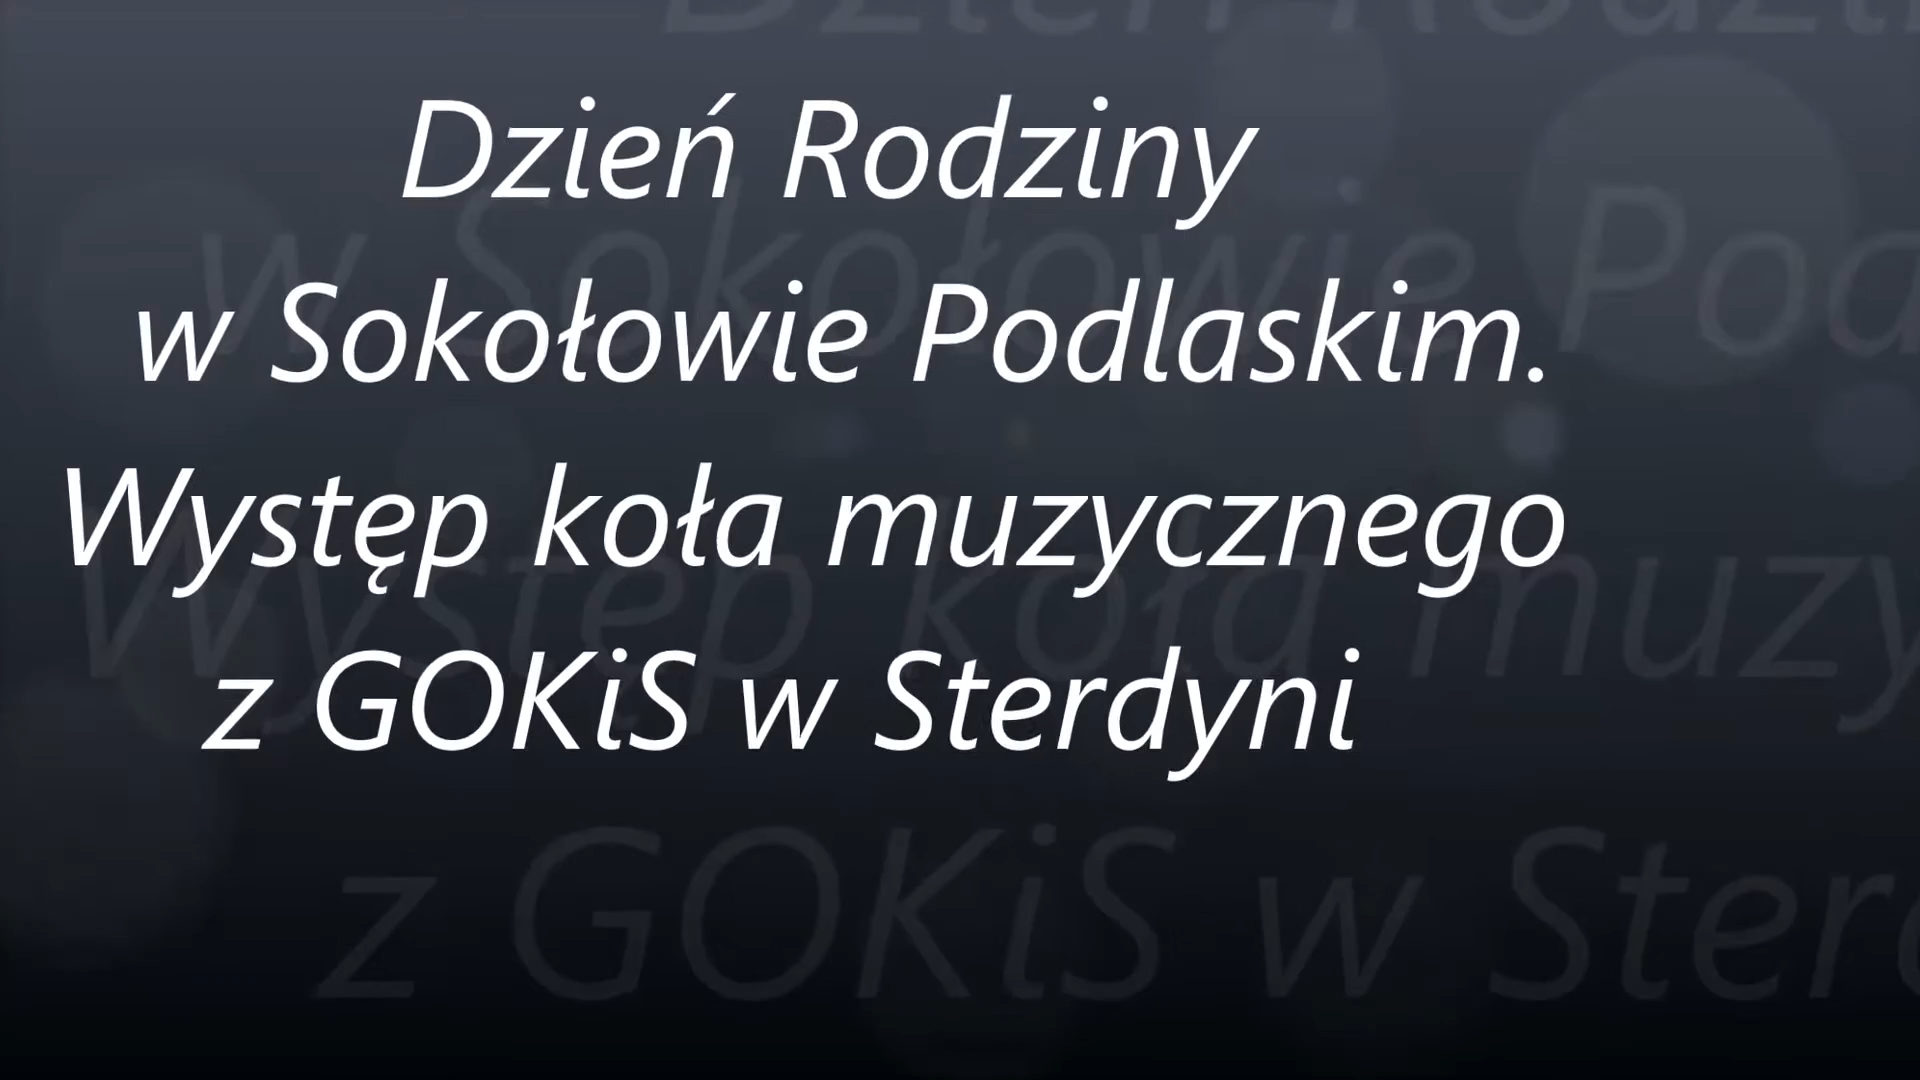 Dzień Rodziny
w Sokołowie Podlaskim.
Występ koła muzycznego
z GOKiS w Sterdyni